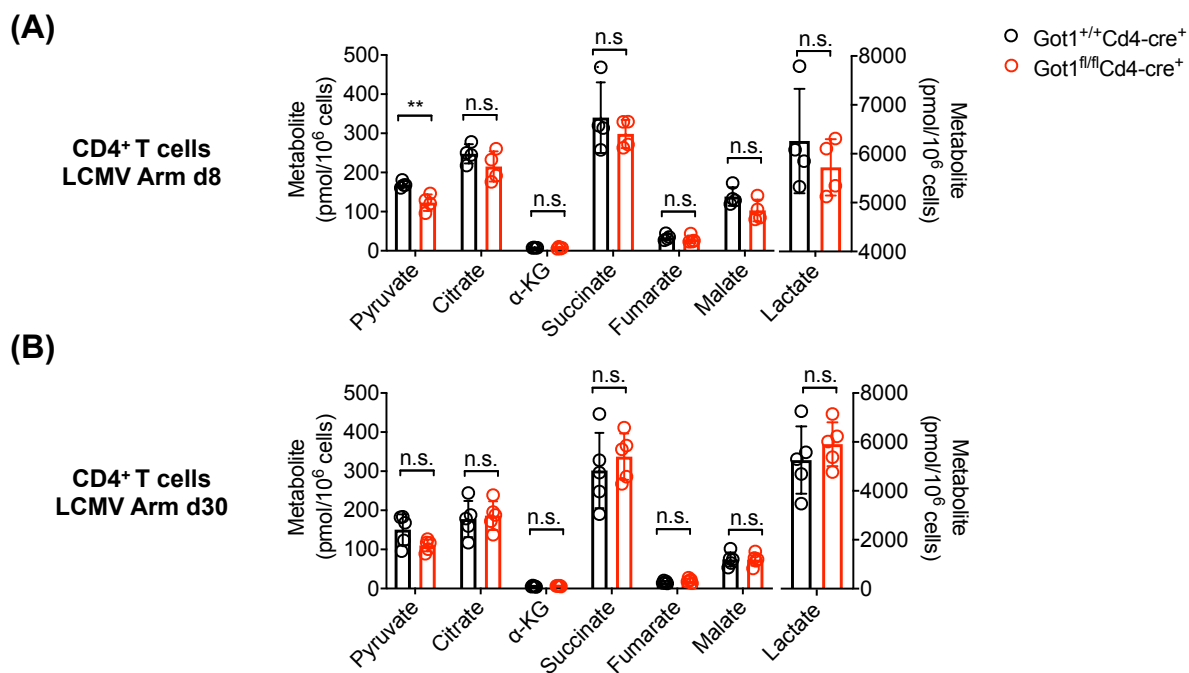 (A)
Got1+/+Cd4-cre+
Got1fl/flCd4-cre+
CD4+ T cells
LCMV Arm d8
Metabolite
(pmol/106 cells)
500
400
300
200
100
0
** n.s. n.s. n.s n.s. n.s. n.s.
8000
7000
6000
5000
4000
Metabolite
(pmol/106 cells)
Pyruvate
Citrate
α-KG
Succinate
Fumarate
Malate
Lactate
(B)
CD4+ T cells
LCMV Arm d30
Metabolite
(pmol/106 cells)
500
400
300
200
100
0
n.s. n.s. n.s. n.s. n.s. n.s. n.s.
8000
6000
4000
2000
0
Metabolite
(pmol/106 cells)
Pyruvate
Citrate
α-KG
Succinate
Fumarate
Malate
Lactate